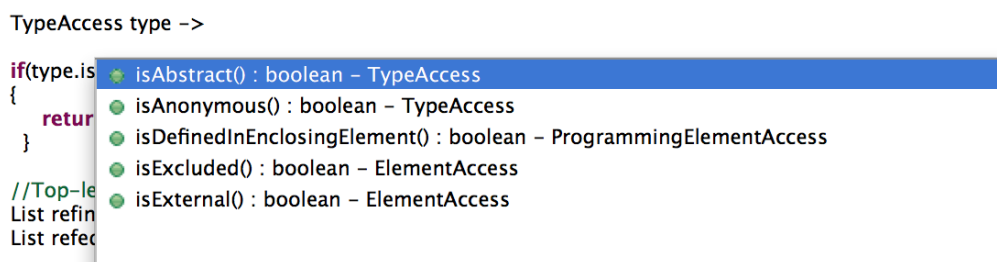 TypeAccess type ->
if(type.is
isAbstract() : boolean – TypeAccess
{
isAnonymous() : boolean – TypeAccess
retur
isDefinedInEnclosingElement() : boolean – ProgrammingElementAccess
}
isExcluded() : boolean – ElementAccess
//Top-le
isExternal() : boolean – ElementAccess
List refin
List refec